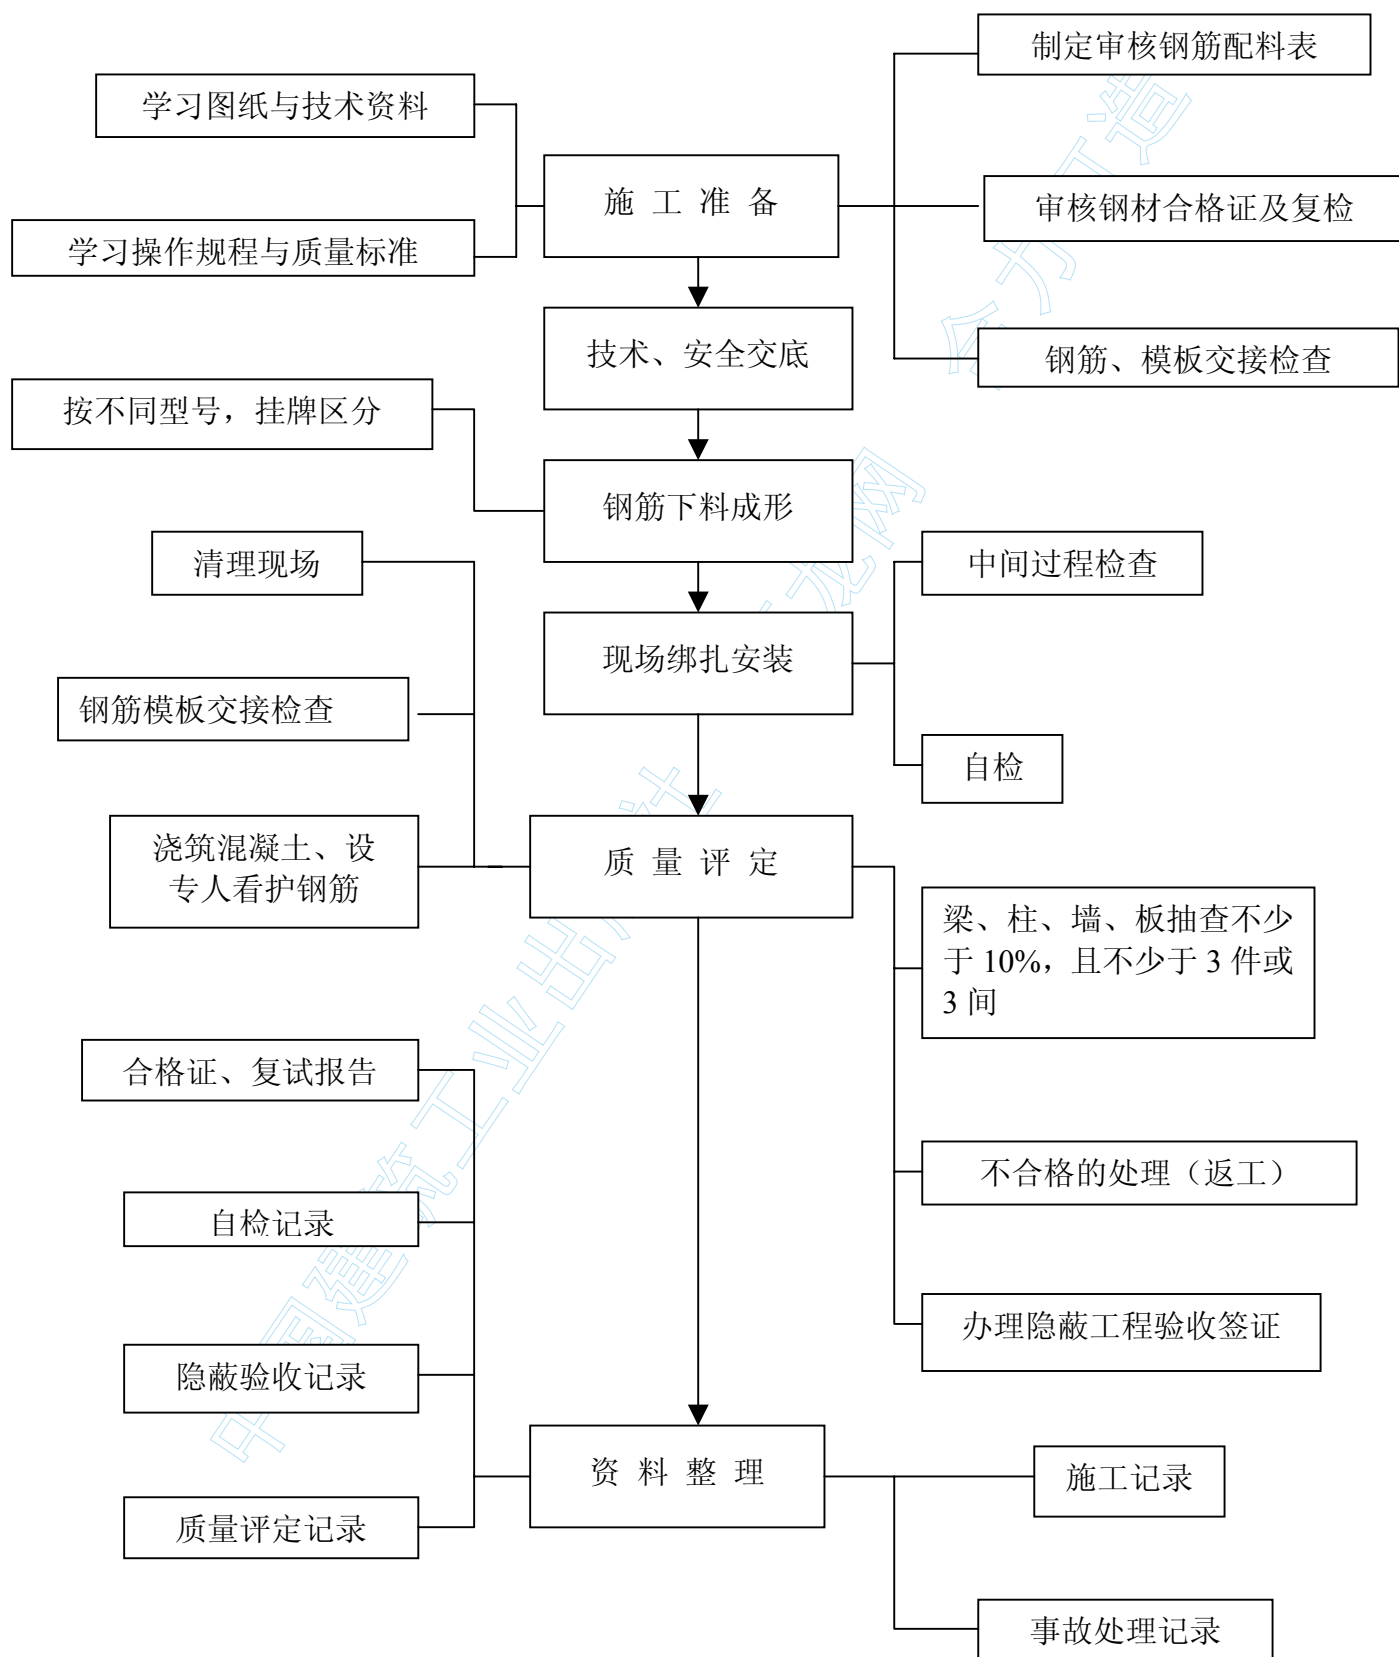 制定审核钢筋配料表
学习图纸与技术资料
施 工 准 备
审核钢材合格证及复检
学习操作规程与质量标准
技术、安全交底
钢筋、模板交接检查
按不同型号，挂牌区分
钢筋下料成形
清理现场
中间过程检查
现场绑扎安装
钢筋模板交接检查
自检
浇筑混凝土、设
专人看护钢筋
质 量 评 定
梁、柱、墙、板抽查不少
于 10%，且不少于 3 件或
3 间
合格证、复试报告
不合格的处理（返工）
自检记录
办理隐蔽工程验收签证
隐蔽验收记录
资 料 整 理
施工记录
质量评定记录
事故处理记录